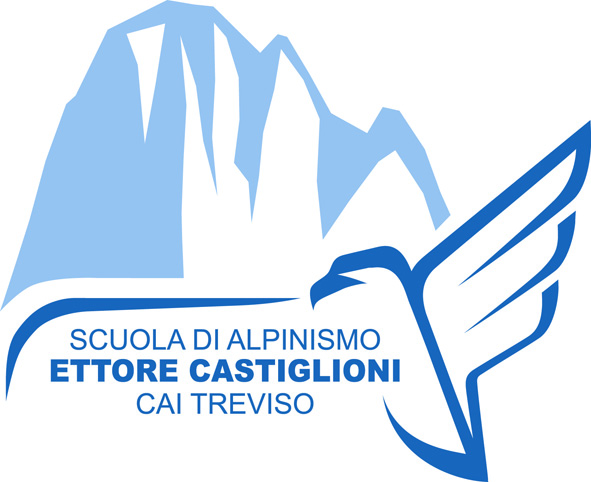 SCUOLA DI ALPINISMO
ETTORE CASTIGLIONI
CAI TREVISO